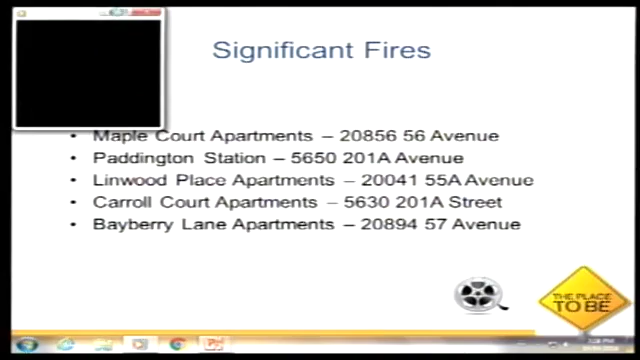 Significant Fires
• Maple Court Apartments – 20856 56 Avenue
• Paddington Station – 5650 201A Avenue
• Linwood Place Apartments – 20041 55A Avenue
• Carroll Court Apartments – 5630 201A Street
• Bayberry Lane Apartments – 20894 57 Avenue
THE PLACE
TO BE